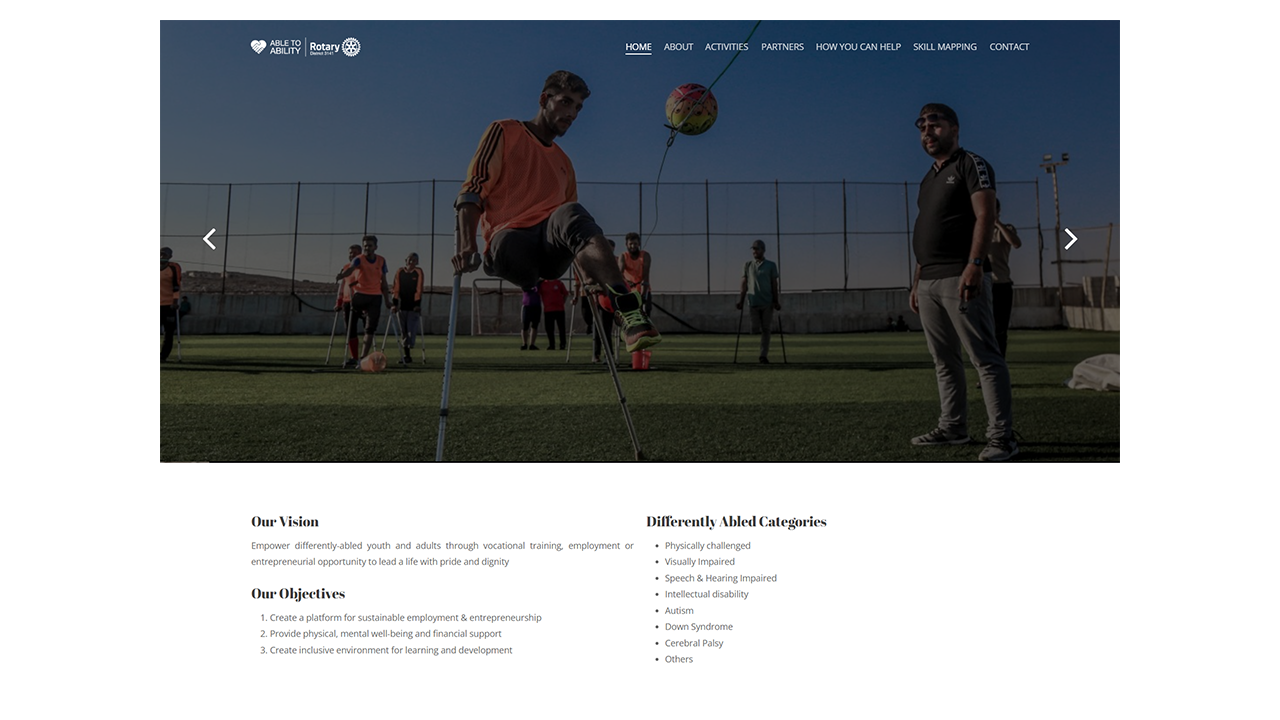 ABLE TO
ABILITY
Rotary
District 3141
HOME ABOUT ACTIVITIES PARTNERS HOW YOU CAN HELP SKILL MAPPING CONTACT
Our Vision
Empower differently-abled youth and adults through vocational training, employment or
entrepreneurial opportunity to lead a life with pride and dignity
Our Objectives
1. Create a platform for sustainable employment & entrepreneurship
2. Provide physical, mental well-being and financial support
3. Create inclusive environment for learning and development
Differently Abled Categories
• Physically challenged
• Visually Impaired
• Speech & Hearing Impaired
• Intellectual disability
• Autism
• Down Syndrome
• Cerebral Palsy
• Others